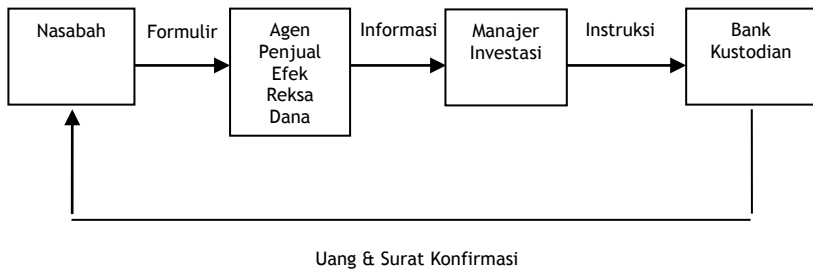 Nasabah
Formulir
Agen
Penjual
Efek
Reksa
Dana
Informasi
Manajer
Investasi
Instruksi
Bank
Kustodian
Uang & Surat Konfirmasi